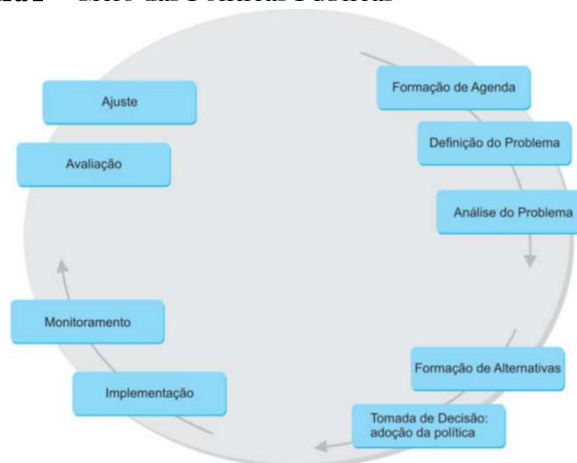 Formação de Agenda
Definição do Problema
Análise do Problema
Formação de Alternativas
Tomada de Decisão:
adoção da política
Implementação
Monitoramento
Avaliação
Ajuste